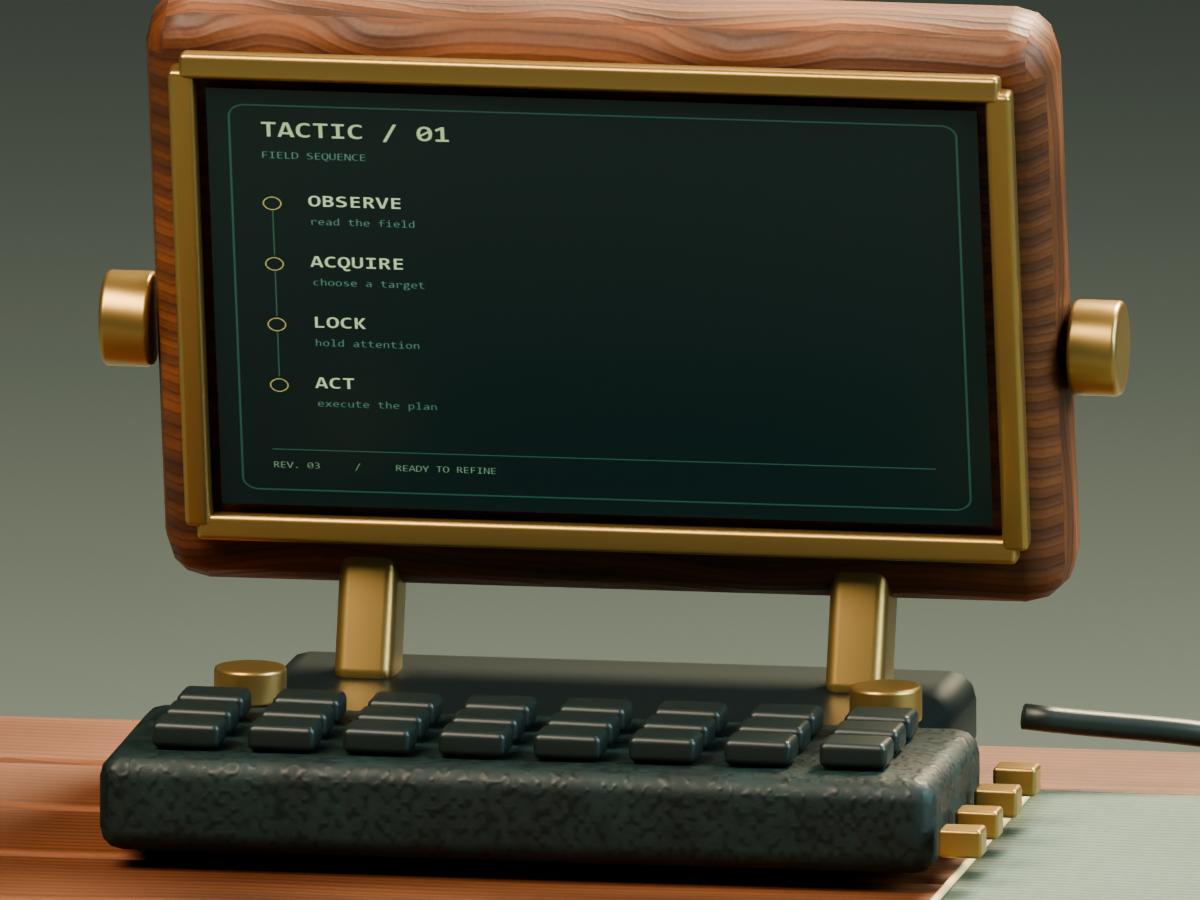 TACTIC / 01
FIELD SEQUENCE
OBSERVE
read the field
ACQUIRE
choose a target
LOCK
hold attention
ACT
execute the plan
REV. 03 / READY TO REFINE